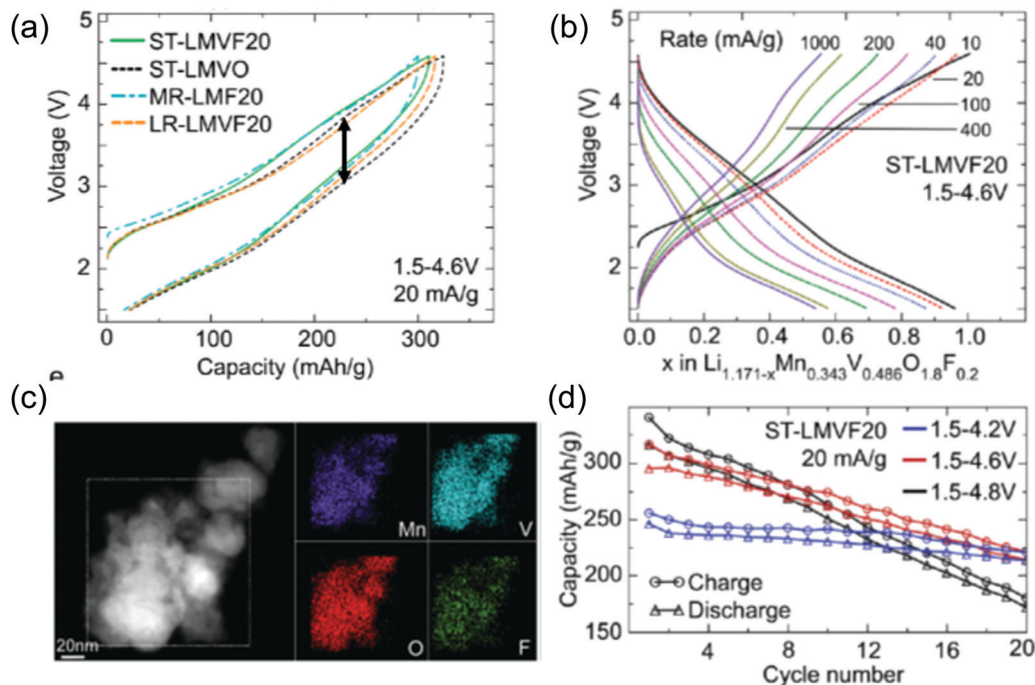 (a)
5
4
3
2
Voltage (V)
ST-LMVF20
ST-LMVO
MR-LMF20
LR-LMVF20
1.5-4.6V
20 mA/g
0 100 200 300
Capacity (mAh/g)
(b)
5
4
3
2
Voltage (V)
Rate (mA/g) 1000 200 40 10
20
100
400
ST-LMVF20
1.5-4.6V
0.0 0.2 0.4 0.6 0.8 1.0
x in Li1.171-xMn0.343V0.486O1.8F0.2
(c)
20nm
Mn
V
O
F
(d)
300
250
200
150
Capacity (mAh/g)
ST-LMVF20
20 mA/g
1.5-4.2V
1.5-4.6V
1.5-4.8V
Charge
Discharge
4 8 12 16 20
Cycle number